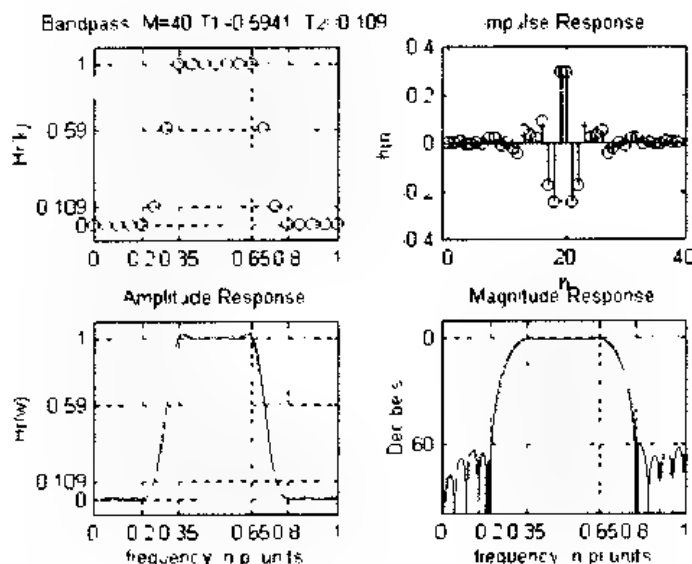 Bandpass M=40 T1=0.5941 T2=0.109
Impulse Response
Hr(k)
1
0.59
0.109
0
0 0.2 0.35 0.65 0.8 1
h(n)
0.4
0.2
0
-0.2
-0.4
0 20 40
n
Amplitude Response
Hr(w)
1
0.59
0.109
0
0 0.2 0.35 0.65 0.8 1
frequency in pi units
Magnitude Response
Decibels
0
60
0 0.2 0.35 0.65 0.8 1
frequency in pi units